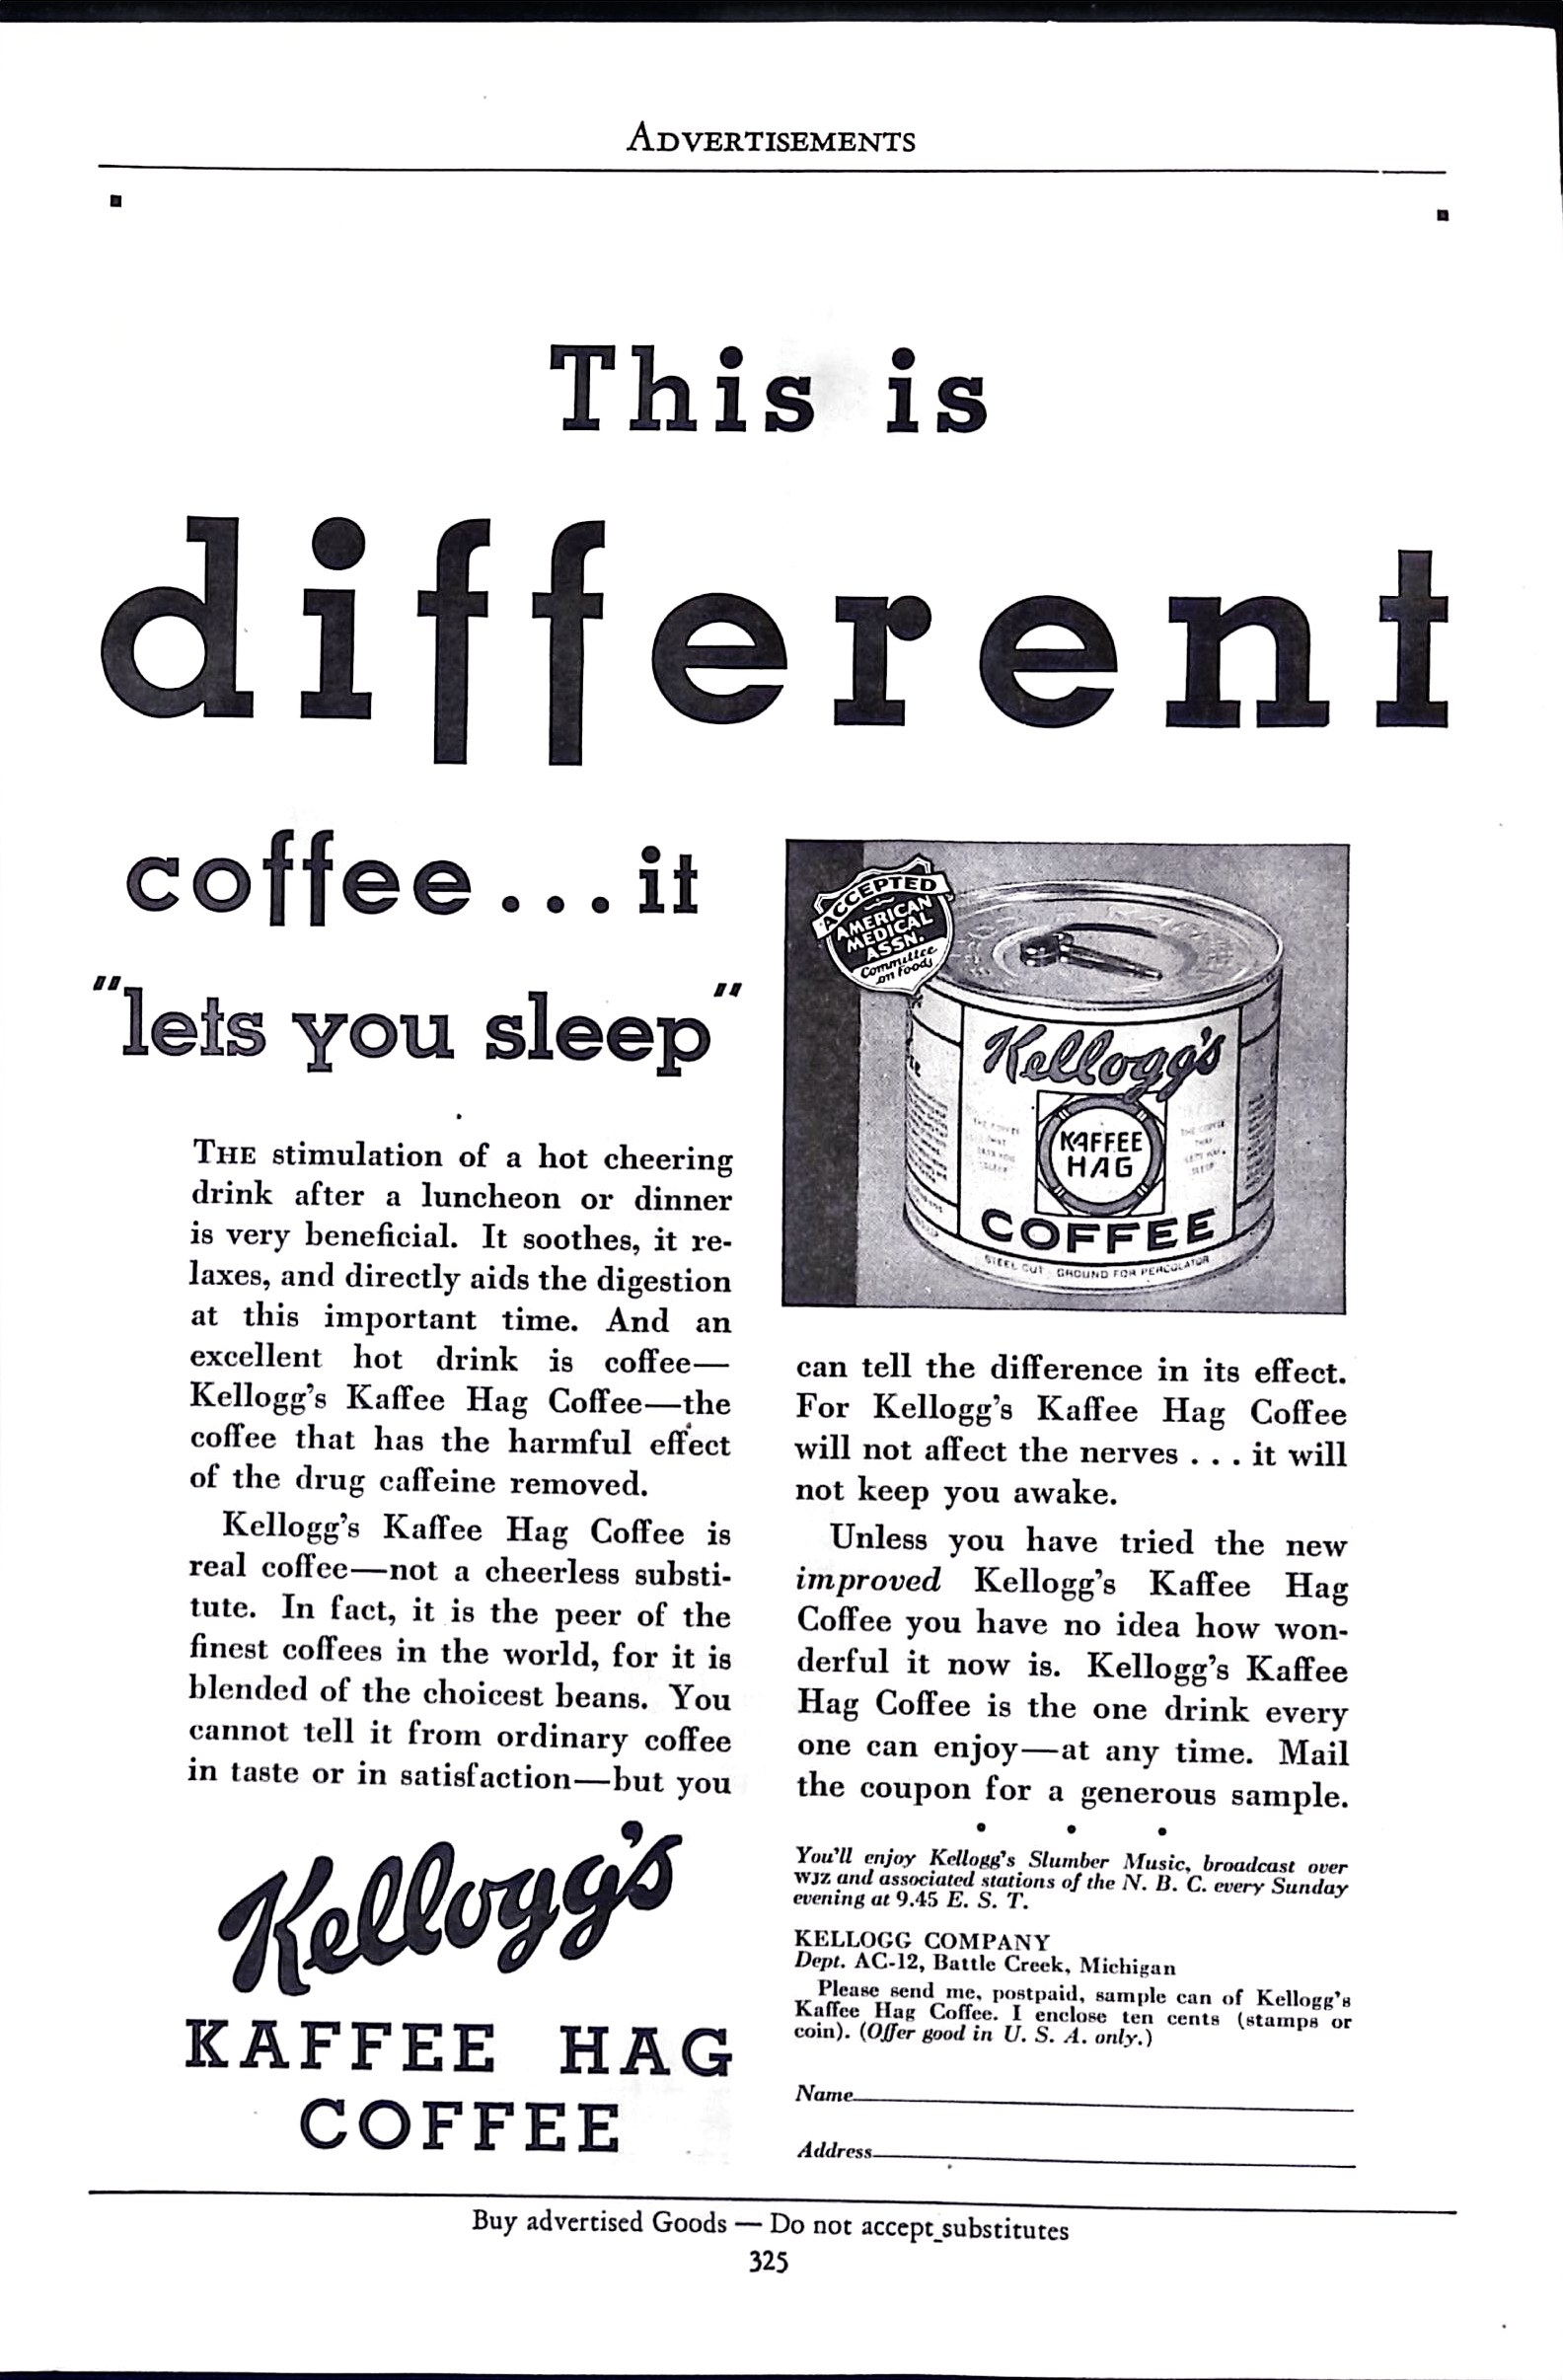 ADVERTISEMENTS
This is
different
coffee...it
"lets you sleep"
THE stimulation of a hot cheering
drink after a luncheon or dinner
is very beneficial. It soothes, it re-
laxes, and directly aids the digestion
at this important time. And an
excellent hot drink is coffee—
Kellogg's Kaffee Hag Coffee—the
coffee that has the harmful effect
of the drug caffeine removed.
Kellogg's Kaffee Hag Coffee is
real coffee—not a cheerless substi-
tute. In fact, it is the peer of the
finest coffees in the world, for it is
blended of the choicest beans. You
cannot tell it from ordinary coffee
in taste or in satisfaction—but you
Kellogg's
KAFFEE HAG
COFFEE
ACCEPTED
AMERICAN
MEDICAL
ASSN.
Committee
on Foods
Kellogg's
KAFFEE
HAG
COFFEE
STEEL CUT · GROUND FOR PERCOLATOR
can tell the difference in its effect.
For Kellogg's Kaffee Hag Coffee
will not affect the nerves . . . it will
not keep you awake.
Unless you have tried the new
improved Kellogg's Kaffee Hag
Coffee you have no idea how won-
derful it now is. Kellogg's Kaffee
Hag Coffee is the one drink every
one can enjoy—at any time. Mail
the coupon for a generous sample.
• • •
You'll enjoy Kellogg's Slumber Music, broadcast over
WJZ and associated stations of the N. B. C. every Sunday
evening at 9.45 E. S. T.
KELLOGG COMPANY
Dept. AC-12, Battle Creek, Michigan
Please send me, postpaid, sample can of Kellogg's
Kaffee Hag Coffee. I enclose ten cents (stamps or
coin). (Offer good in U. S. A. only.)
Name
Address
Buy advertised Goods — Do not accept substitutes
325